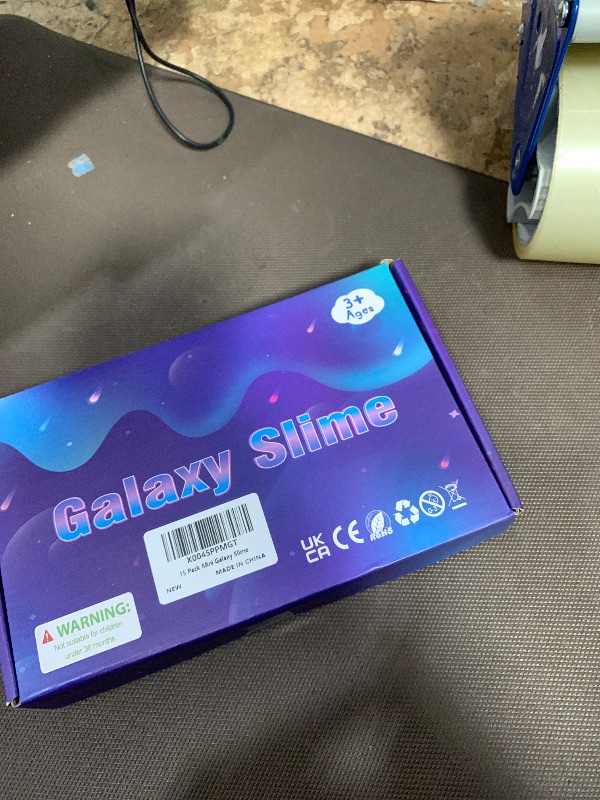 3+
Ages
Galaxy Slime
X0045PPMGT
15 Pack Mini Galaxy Slime
NEW MADE IN CHINA
UK
CA
CE
RoHS
WARNING:
Not suitable for children
under 36 months.